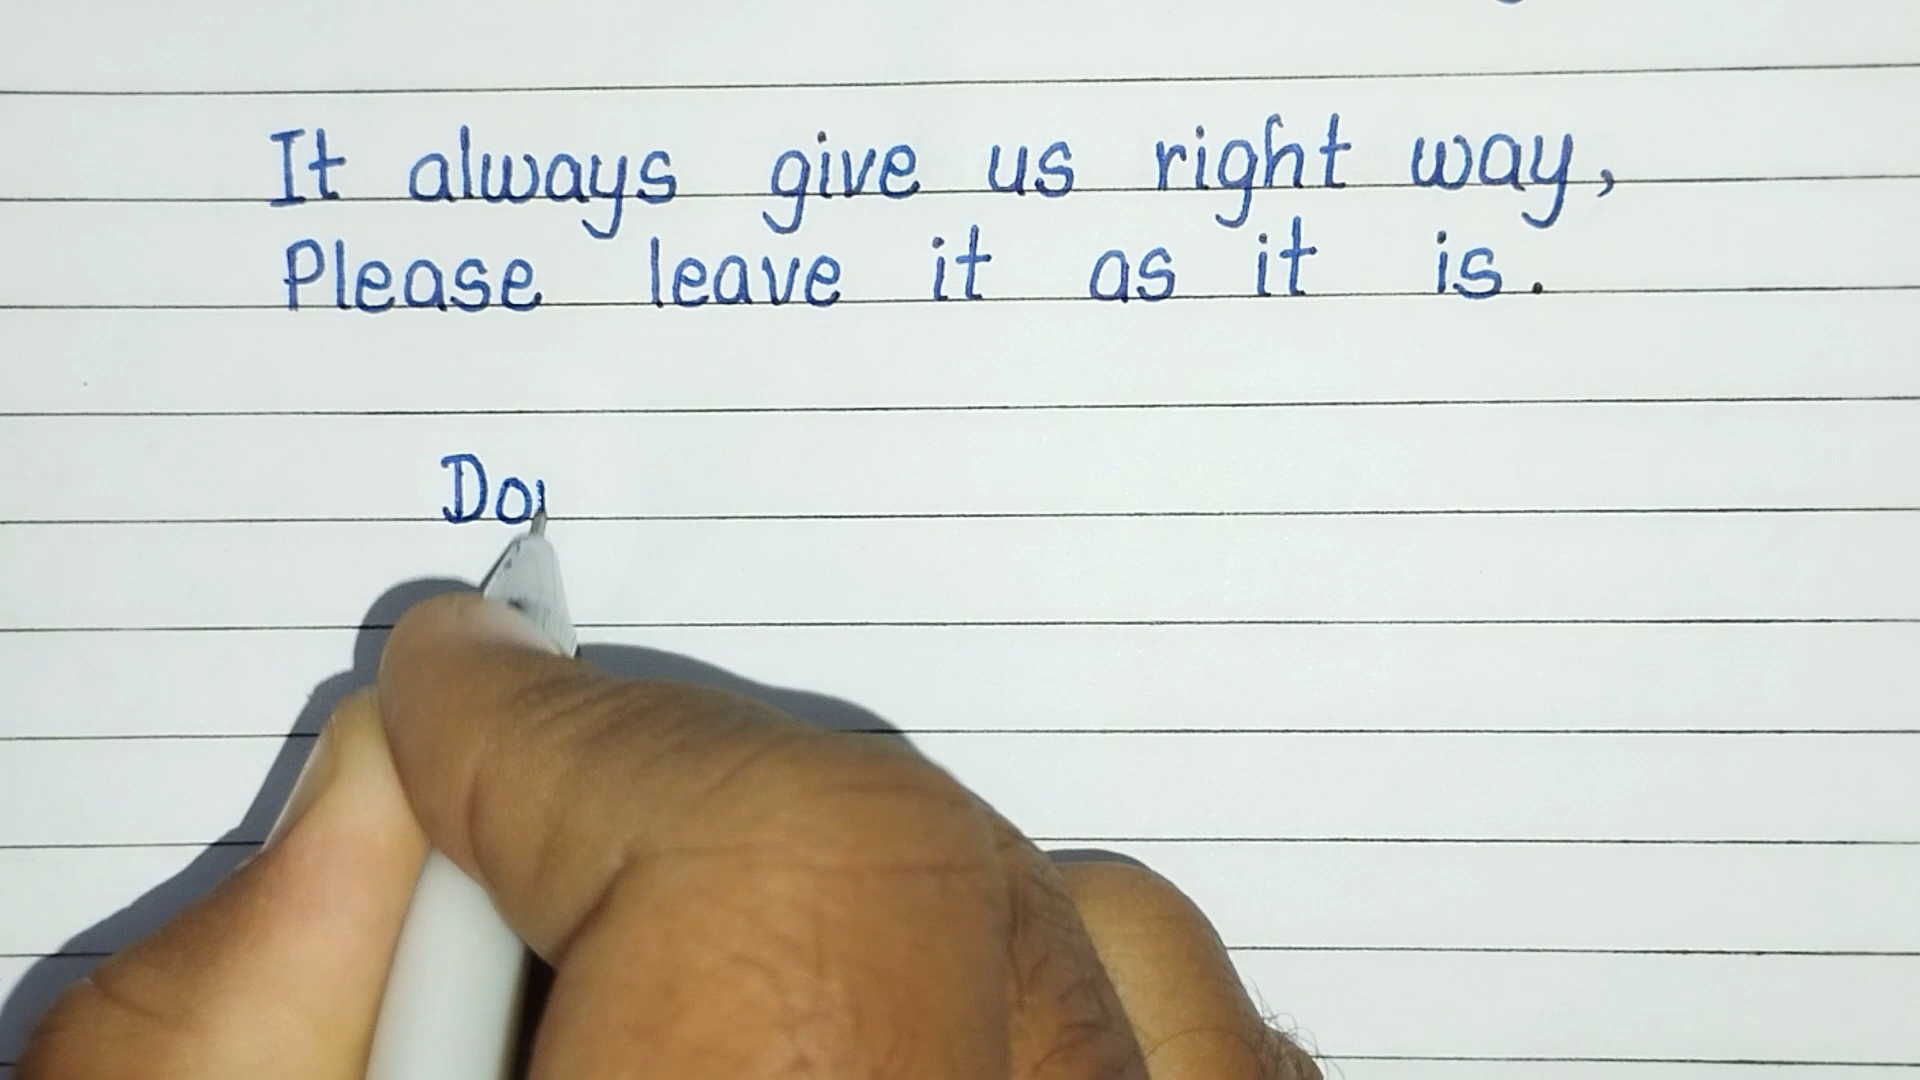 It always give us right way,
Please leave it as it is.
Do